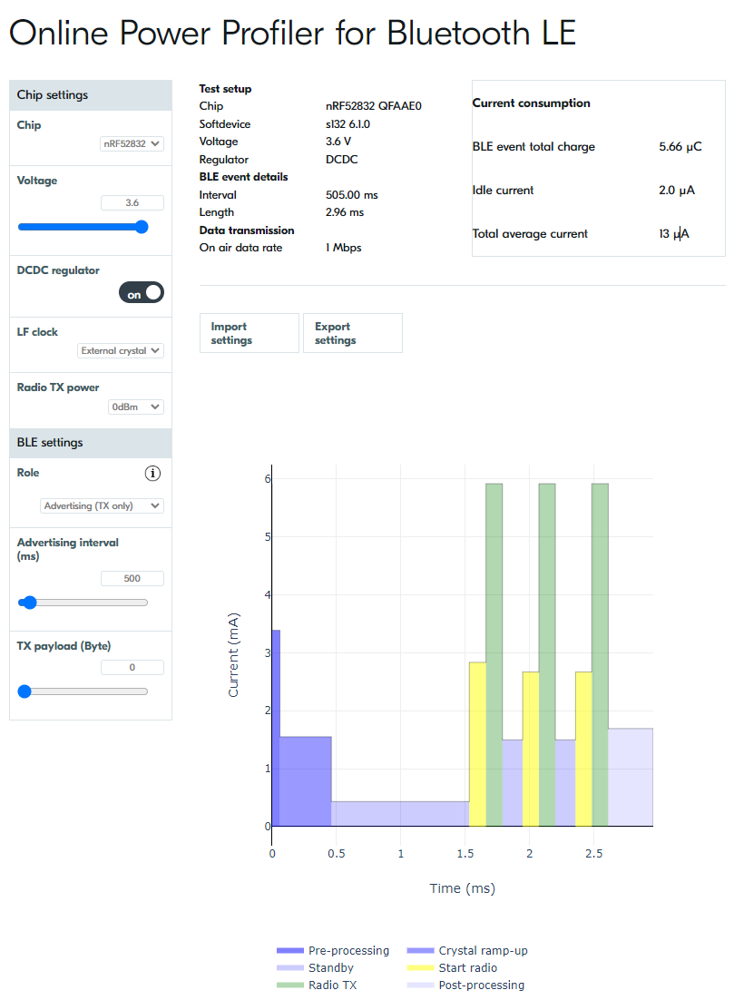 Online Power Profiler for Bluetooth LE
Chip settings
Chip
nRF52832
Voltage
3.6
DCDC regulator
on
LF clock
External crystal
Radio TX power
0dBm
BLE settings
Role
i
Advertising (TX only)
Advertising interval
(ms)
500
TX payload (Byte)
0
Test setup
Chip nRF52832 QFAAE0
Softdevice s132 6.1.0
Voltage 3.6 V
Regulator DCDC
BLE event details
Interval 505.00 ms
Length 2.96 ms
Data transmission
On air data rate 1 Mbps
Current consumption
BLE event total charge 5.66 µC
Idle current 2.0 µA
Total average current 13 µA
Import
settings
Export
settings
6
5
4
3
2
1
0
Current (mA)
0 0.5 1 1.5 2 2.5
Time (ms)
Pre-processing Crystal ramp-up
Standby Start radio
Radio TX Post-processing